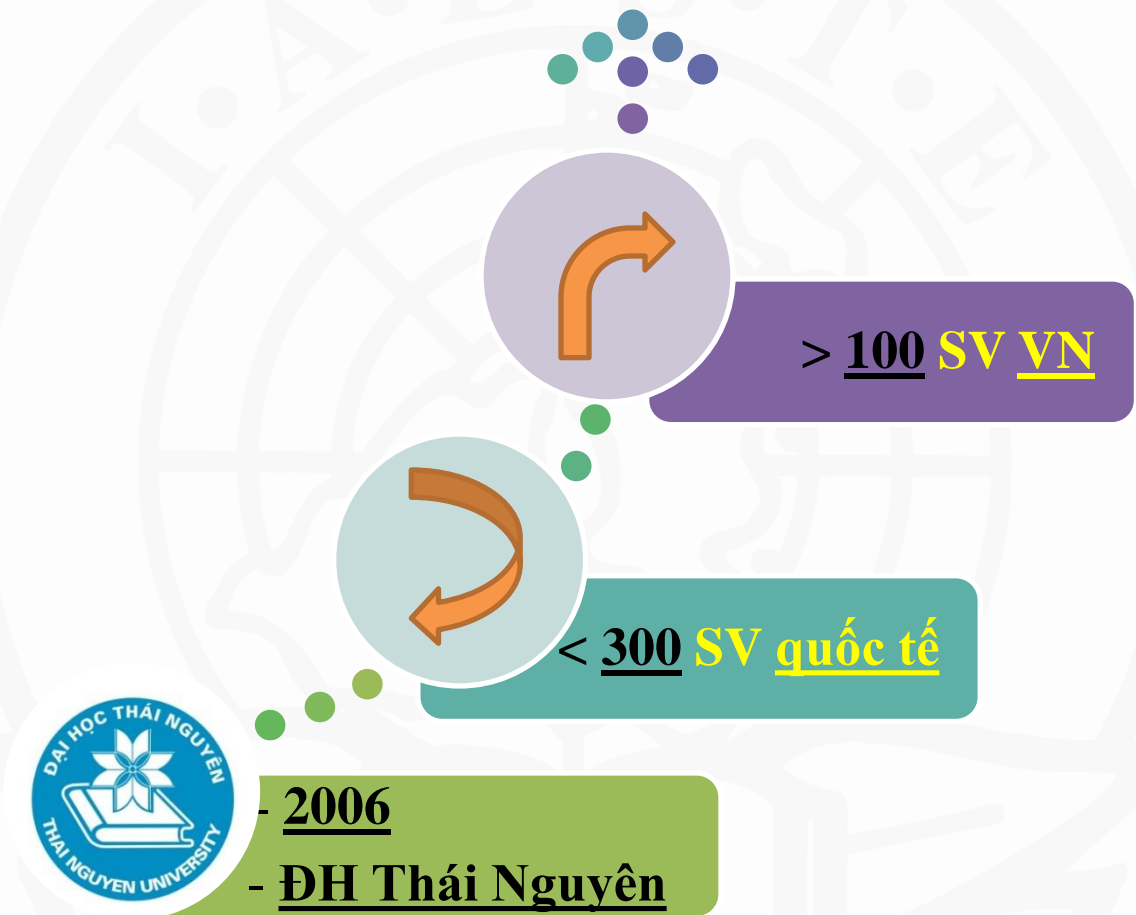 I.A.E.S.T.E
> 100 SV VN
< 300 SV quốc tế
ĐẠI HỌC THÁI NGUYÊN
THAI NGUYEN UNIVERSITY
- 2006
- ĐH Thái Nguyên